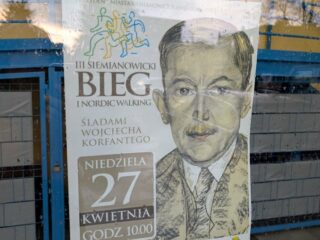 III SIEMIANOWICKI
BIEG
I NORDIC WALKING
ŚLADAMI
WOJCIECHA
KORFANTEGO
NIEDZIELA
27
KWIETNIA
GODZ 10.00